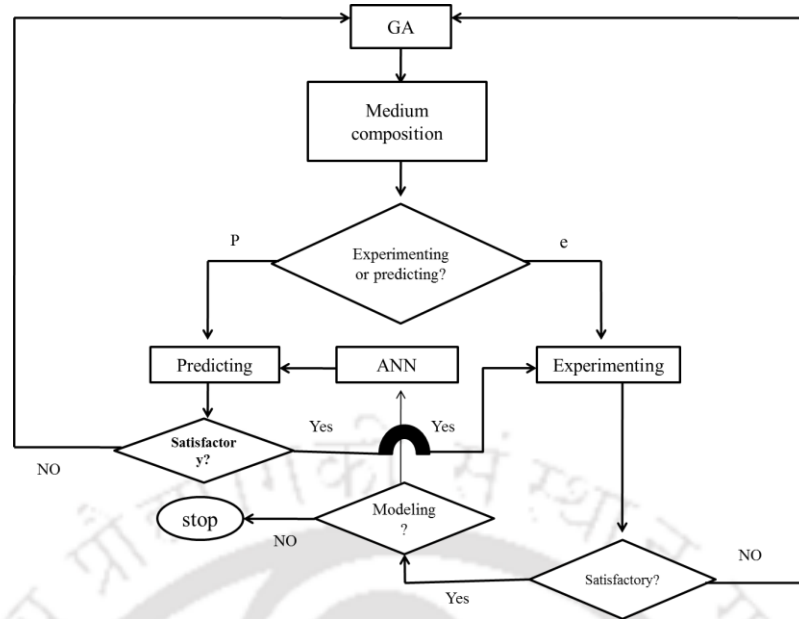 GA
Medium
composition
P
Experimenting
or predicting?
e
Predicting
ANN
Experimenting
Satisfactor
y?
Yes
Yes
NO
stop
NO
Modeling
?
Yes
Satisfactory?
NO